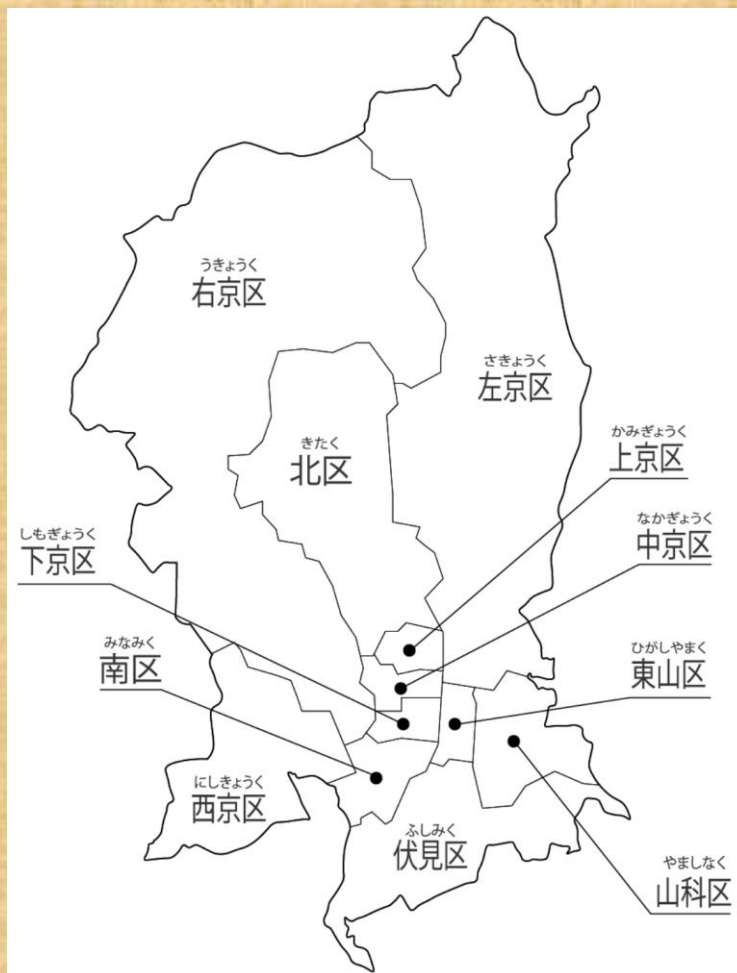 うきょうく
右京区
さきょうく
左京区
きたく
北区
かみぎょうく
上京区
なかぎょうく
中京区
しもぎょうく
下京区
みなみく
南区
ひがしやまく
東山区
にしきょうく
西京区
ふしみく
伏見区
やましなく
山科区